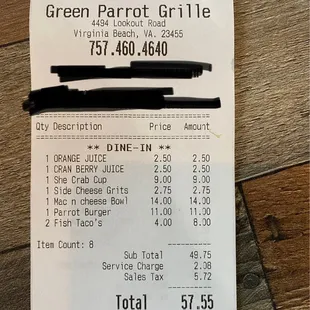 Green Parrot Grille
4494 Lookout Road
Virginia Beach, VA. 23455
757.460.4640
Qty Description Price Amount
** DINE-IN **
1 ORANGE JUICE 2.50 2.50
1 CRAN BERRY JUICE 2.50 2.50
1 She Crab Cup 9.00 9.00
1 Side Cheese Grits 2.75 2.75
1 Mac n cheese Bowl 14.00 14.00
1 Parrot Burger 11.00 11.00
2 Fish Taco's 4.00 8.00
Item Count: 8
Sub Total 49.75
Service Charge 2.08
Sales Tax 5.72
Total 57.55